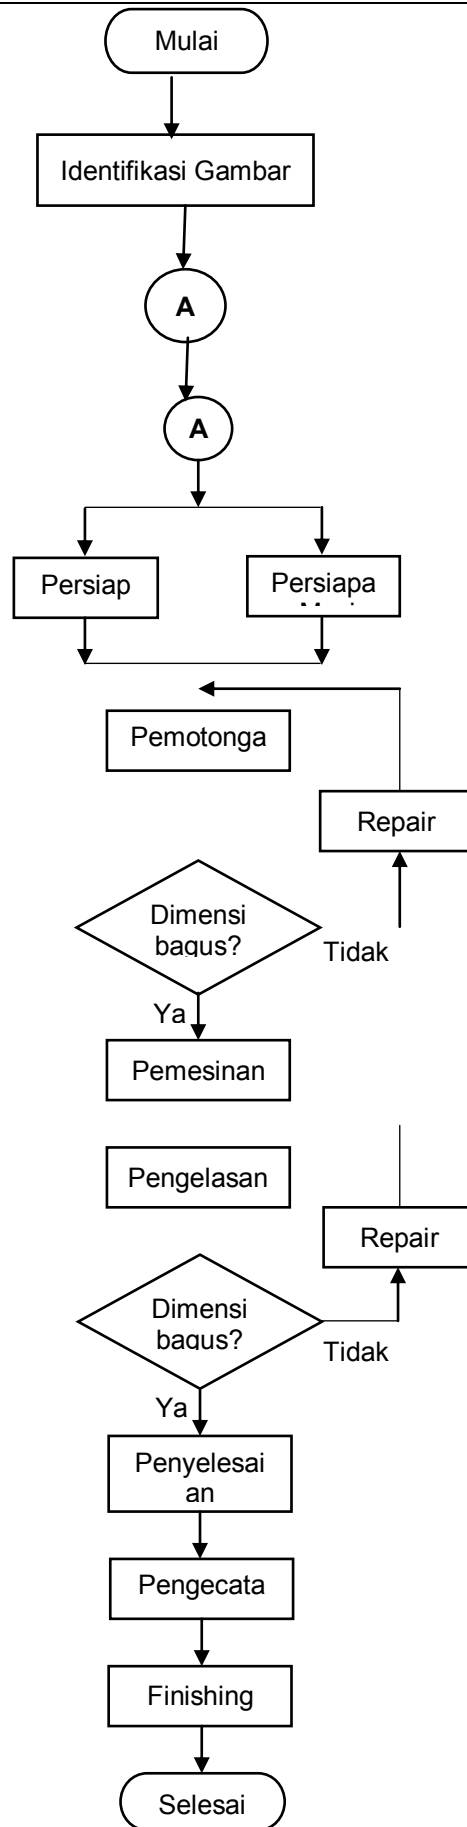 Mulai
Identifikasi Gambar
A
A
Persiap
Persiapa
Pemotonga
Repair
Dimensi
bagus?
Tidak
Ya
Pemesinan
Pengelasan
Repair
Dimensi
bagus?
Tidak
Ya
Penyelesai
an
Pengecata
Finishing
Selesai